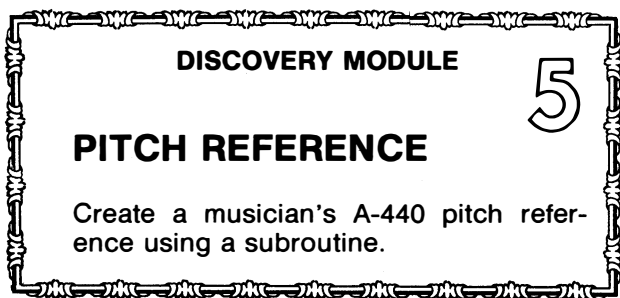 DISCOVERY MODULE
5
PITCH REFERENCE
Create a musician's A-440 pitch refer-
ence using a subroutine.